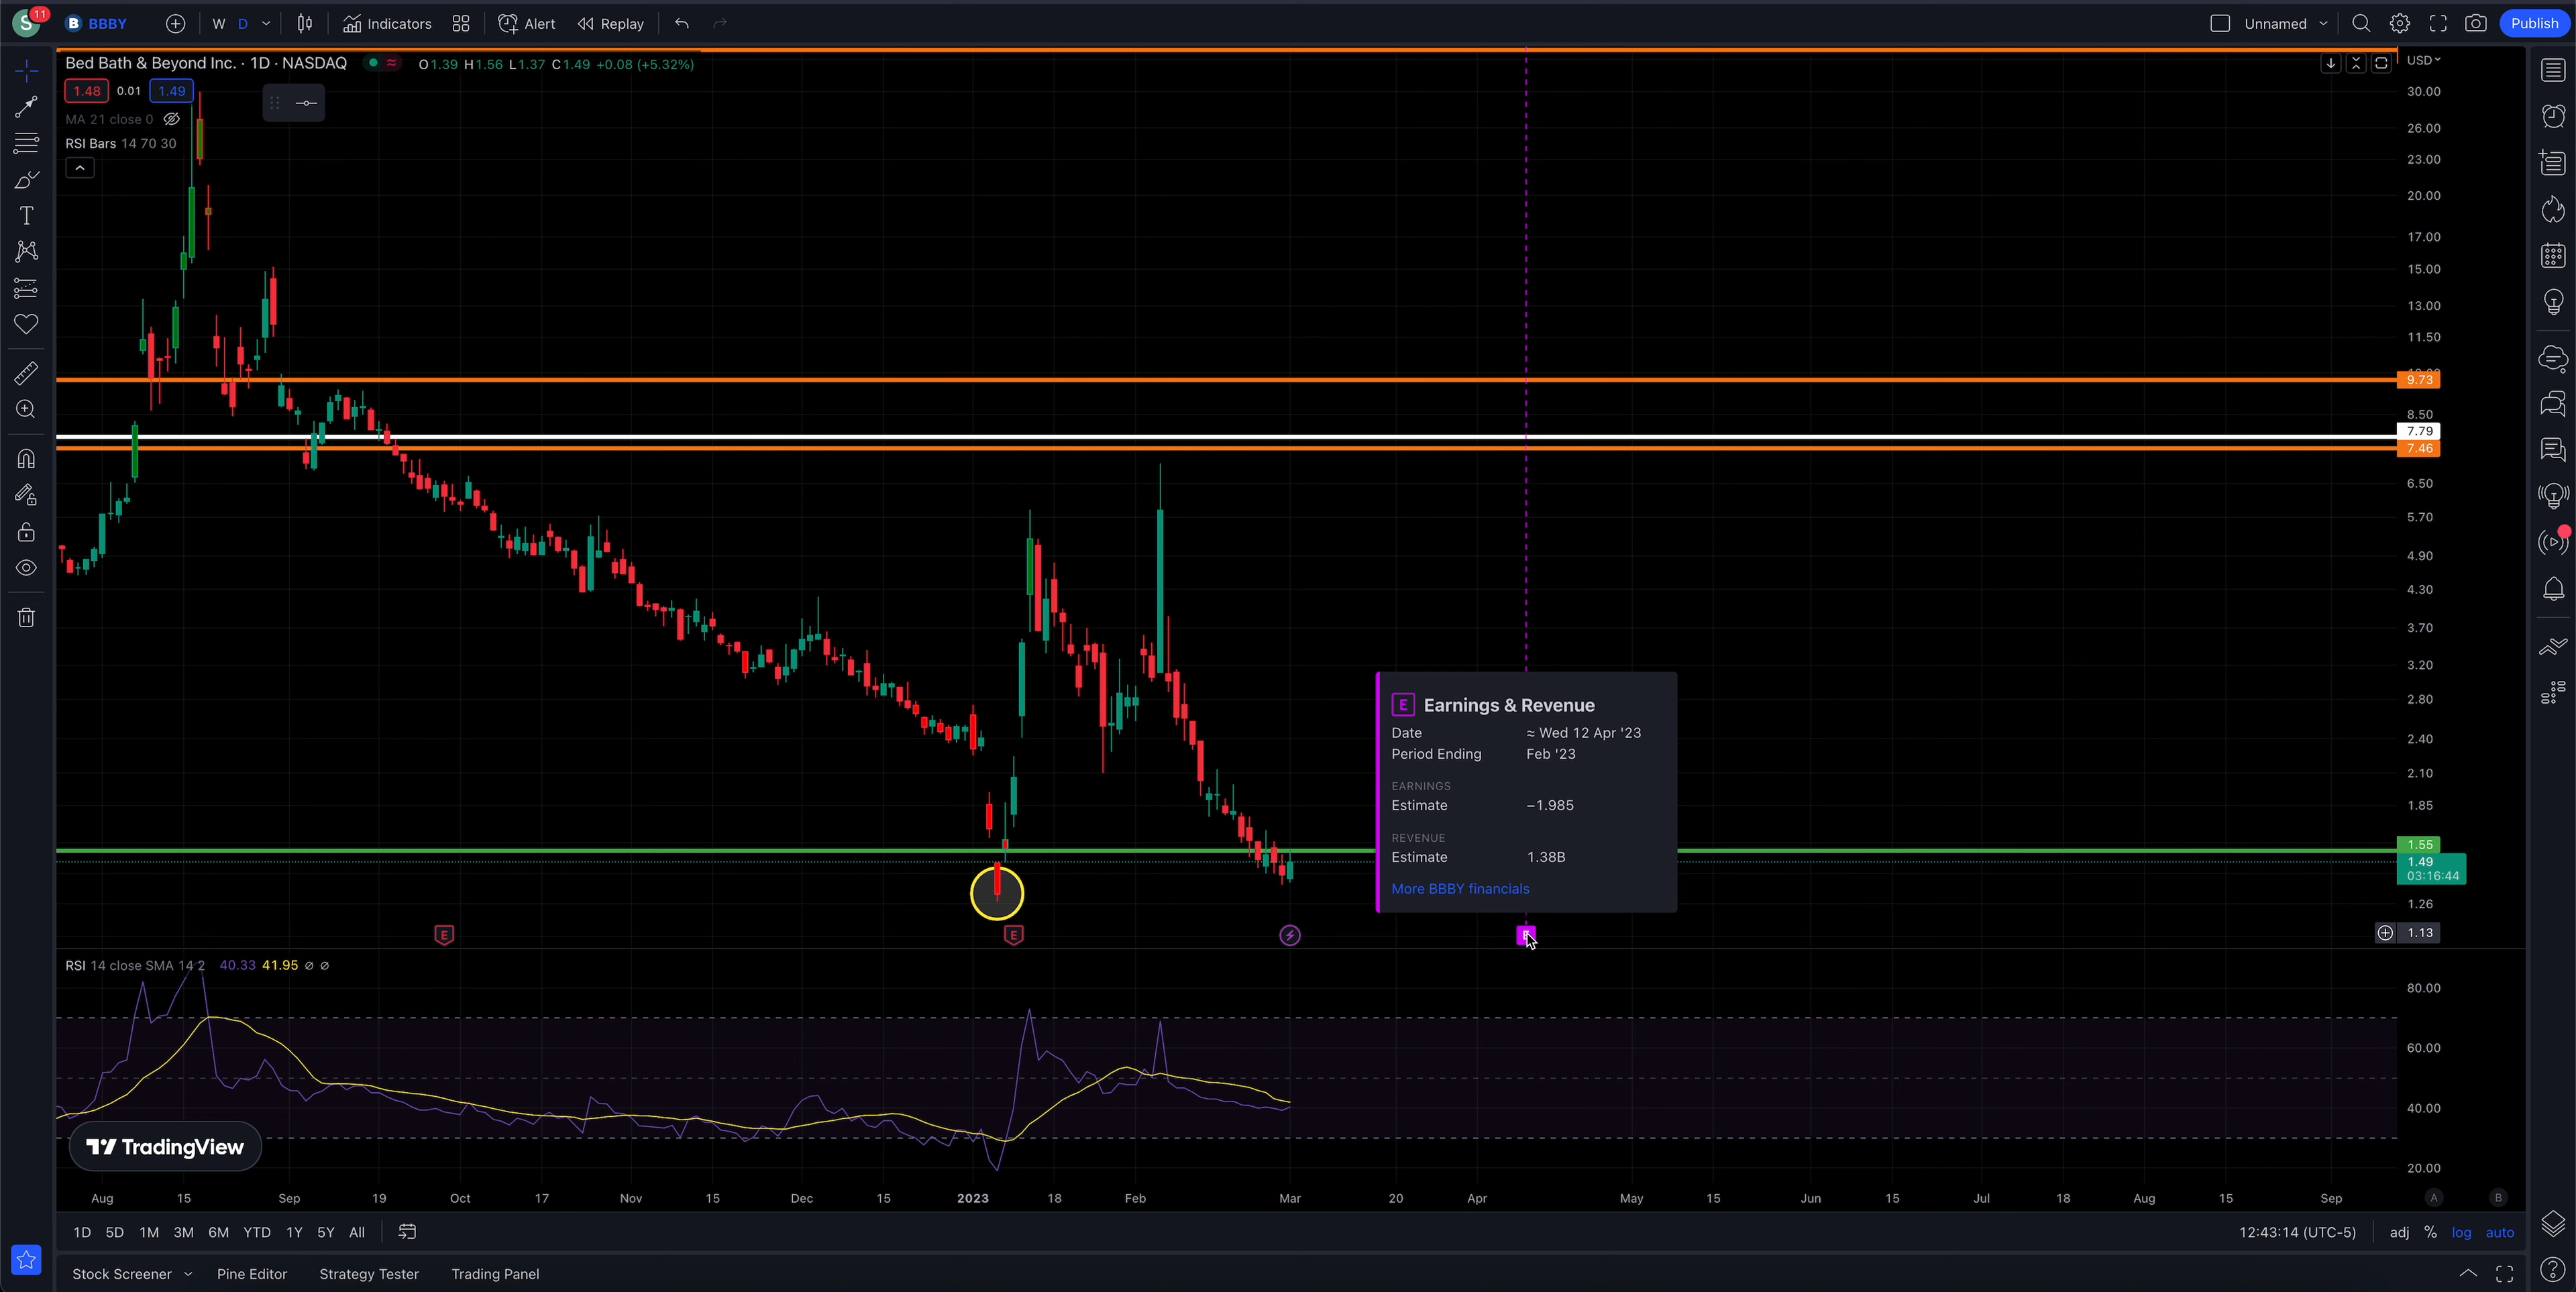 S 11 B BBBY W D Indicators Alert Replay Unnamed Publish
Bed Bath & Beyond Inc. · 1D · NASDAQ O1.39 H1.56 L1.37 C1.49 +0.08 (+5.32%)
1.48 0.01 1.49
MA 21 close 0
RSI Bars 14 70 30
USD
30.00
26.00
23.00
20.00
17.00
15.00
13.00
11.50
9.73
8.50
7.79
7.46
6.50
5.70
4.90
4.30
3.70
3.20
2.80
2.40
2.10
1.85
1.55
1.49
03:16:44
1.26
1.13
E Earnings & Revenue
Date ≈ Wed 12 Apr '23
Period Ending Feb '23
EARNINGS
Estimate −1.985
REVENUE
Estimate 1.38B
More BBBY financials
E E E
RSI 14 close SMA 14 2 40.33 41.95 ∅ ∅
80.00
60.00
40.00
20.00
TradingView
Aug 15 Sep 19 Oct 17 Nov 15 Dec 15 2023 18 Feb Mar 20 Apr May 15 Jun 15 Jul 18 Aug 15 Sep A B
1D 5D 1M 3M 6M YTD 1Y 5Y All 12:43:14 (UTC-5) adj % log auto
Stock Screener Pine Editor Strategy Tester Trading Panel